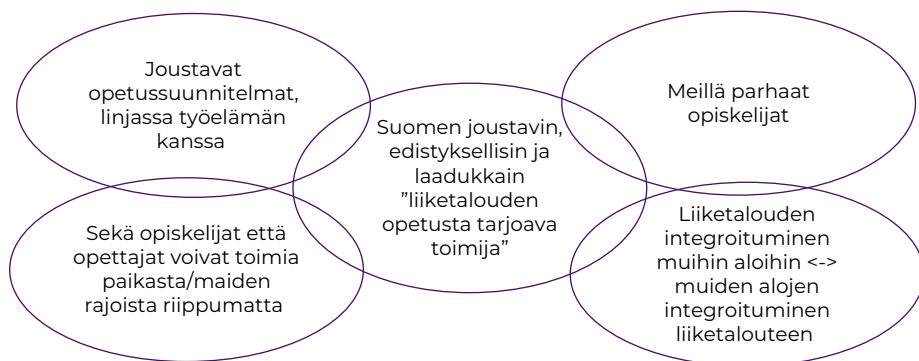 Joustavat
opetussuunnitelmat,
linjassa työelämän
kanssa
Meillä parhaat
opiskelijat
Suomen joustavin,
edistyksellisin ja
laadukkain
”liiketalouden
opetusta tarjoava
toimija”
Sekä opiskelijat että
opettajat voivat toimia
paikasta/maiden
rajoista riippumatta
Liiketalouden
integroituminen
muihin aloihin <->
muiden alojen
integroituminen
liiketalouteen